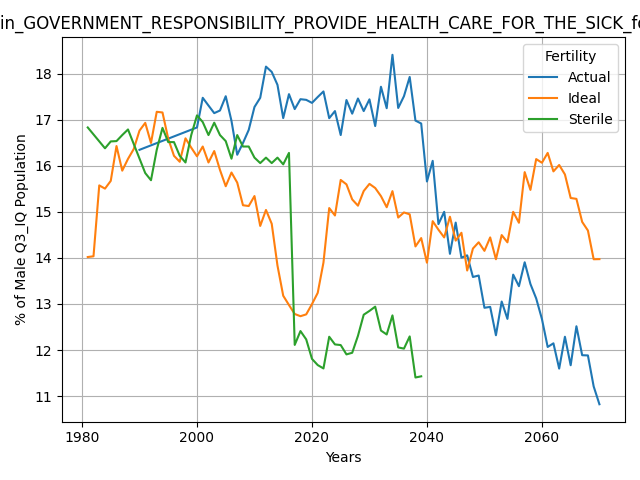 in_GOVERNMENT_RESPONSIBILITY_PROVIDE_HEALTH_CARE_FOR_THE_SICK_fo
Fertility
Actual
Ideal
Sterile
% of Male Q3_IQ Population
18
17
16
15
14
13
12
11
1980 2000 2020 2040 2060
Years